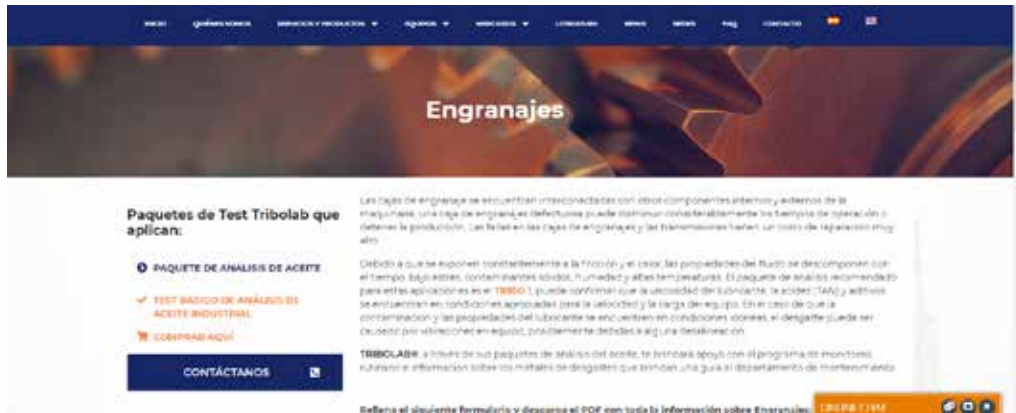 INICIO QUIÉNES SOMOS SERVICIOS Y PRODUCTOS EQUIPOS MERCADOS LITERATURA NEWS FAQ CONTACTO
Engranajes
Paquetes de Test Tribolab que
aplican:
PAQUETE DE ANÁLISIS DE ACEITE
TEST BÁSICO DE ANÁLISIS DE
ACEITE INDUSTRIAL
COMPRAR AQUÍ
CONTÁCTANOS
Las cajas de engranaje se encuentran interconectadas con otros componentes internos y externos de la
maquinaria, una caja de engranajes defectuosa puede disminuir considerablemente los tiempos de operación o
detener la producción. Las fallas en las cajas de engranajes y las transmisiones tienen un costo de reparación muy
alto.
Debido a que se exponen constantemente a la fricción y el calor, las propiedades del fluido se descomponen con
el tiempo, bajo estrés, contaminantes sólidos, humedad y altas temperaturas. El paquete de análisis recomendado
para estas aplicaciones es el TRIBO 1, puede confirmar que la viscosidad del lubricante, la acidez (TAN) y aditivos
se encuentran en condiciones apropiadas para la velocidad y la carga del equipo. En el caso de que la
contaminación y las propiedades del lubricante se encuentren en condiciones idóneas, el desgaste puede ser
causado por vibraciones en equipo, posiblemente debidas a alguna desalineación.
TRIBOLAB®, a través de sus paquetes de análisis del aceite, te brindará apoyo con el programa de monitoreo
rutinario e información sobre los metales de desgastes que brindan una guía al departamento de mantenimiento.
Rellena el siguiente formulario y descarga el PDF con toda la información sobre Engranajes: